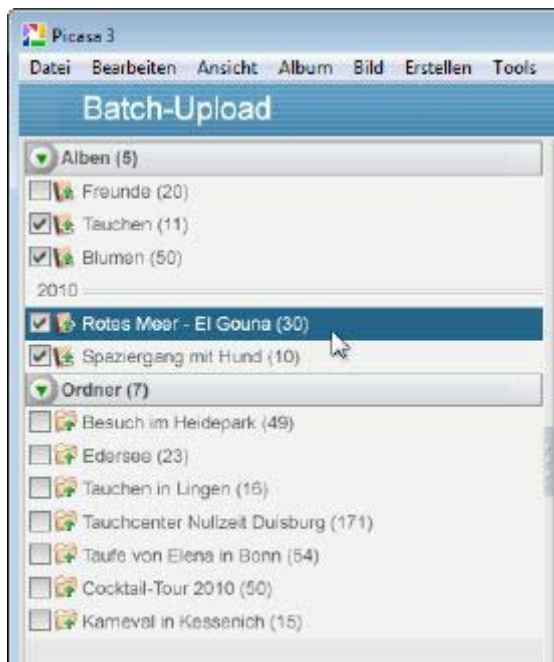 Picasa 3
Datei Bearbeiten Ansicht Album Bild Erstellen Tools
Batch-Upload
Alben (5)
Freunde (20)
Tauchen (11)
Blumen (50)
2010
Rotes Meer - El Gouna (30)
Spaziergang mit Hund (10)
Ordner (7)
Besuch im Heidepark (49)
Edersee (23)
Tauchen in Lingen (16)
Tauchcenter Nullzeit Duisburg (171)
Taufe von Elena in Bonn (54)
Cocktail-Tour 2010 (50)
Karneval in Kessenich (15)